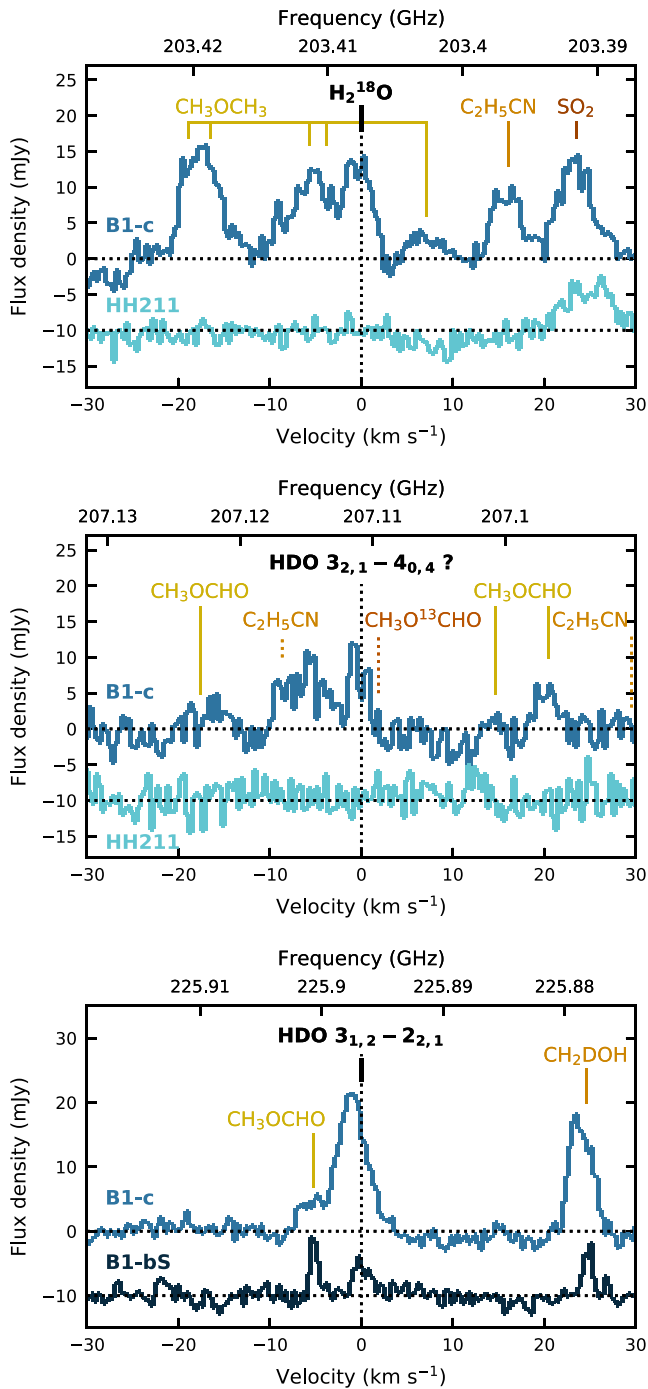 Frequency (GHz)
203.42 203.41 203.4 203.39
H₂¹⁸O
CH₃OCH₃ C₂H₅CN SO₂
B1-c
HH211
25
20
15
10
5
0
−5
−10
−15
Flux density (mJy)
−30 −20 −10 0 10 20 30
Velocity (km s⁻¹)
Frequency (GHz)
207.13 207.12 207.11 207.1
HDO 3₂,₁ − 4₀,₄ ?
CH₃OCHO CH₃OCHO
C₂H₅CN CH₃O¹³CHO C₂H₅CN
B1-c
HH211
25
20
15
10
5
0
−5
−10
−15
Flux density (mJy)
−30 −20 −10 0 10 20 30
Velocity (km s⁻¹)
Frequency (GHz)
225.91 225.9 225.89 225.88
HDO 3₁,₂ − 2₂,₁
CH₂DOH
CH₃OCHO
B1-c
B1-bS
30
20
10
0
−10
Flux density (mJy)
−30 −20 −10 0 10 20 30
Velocity (km s⁻¹)